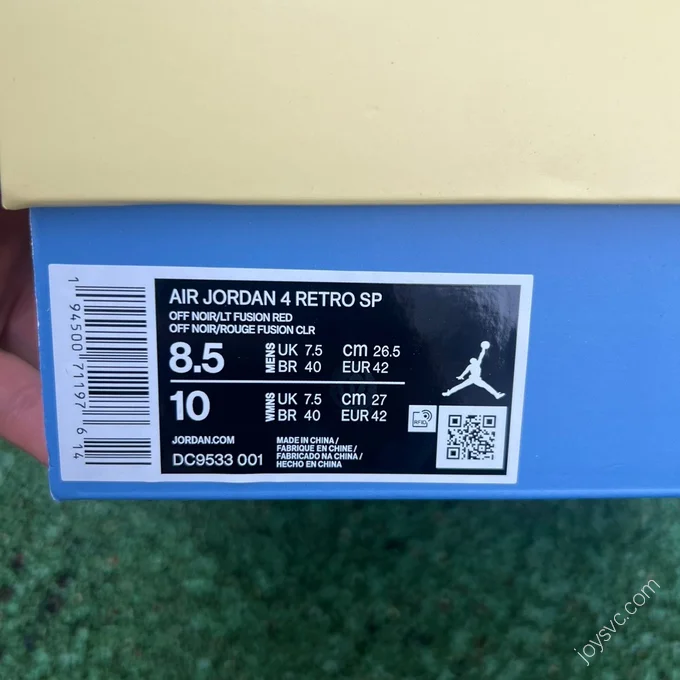 AIR JORDAN 4 RETRO SP
OFF NOIR/LT FUSION RED
OFF NOIR/ROUGE FUSION CLR
8.5 MENS UK 7.5 cm 26.5
BR 40 EUR 42
10 WMNS UK 7.5 cm 27
BR 40 EUR 42
JORDAN.COM
DC9533 001
MADE IN CHINA/
FABRIQUE EN CHINE/
FABRICADO NA CHINA/
HECHO EN CHINA
RFID
1 94500 71197 6 14
joysvc.com